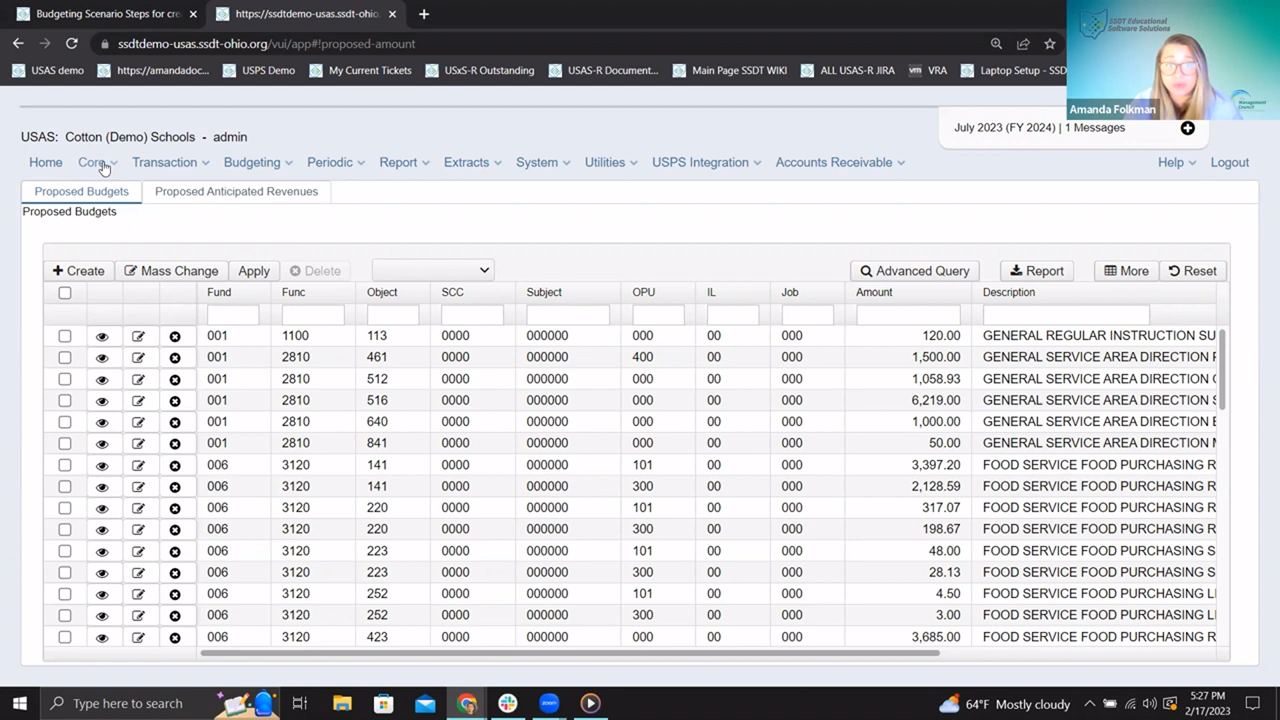 Budgeting Scenario Steps for cre
https://ssdtdemo-usas.ssdt-ohio.
ssdtdemo-usas.ssdt-ohio.org/vui/app#!proposed-amount
USAS demo
https://amandadoc...
USPS Demo
My Current Tickets
USxS R Outstanding
USAS-R Document...
Main Page SSDT WIKI
ALL USAS-R JIRA
VRA
Laptop Setup - SSD
SSDT Educational
Software Solutions
Management
Council
Amanda Folkman
USAS: Cotton (Demo) Schools - admin
July 2023 (FY 2024) | 1 Messages
Home Core Transaction Budgeting Periodic Report Extracts System Utilities USPS Integration Accounts Receivable Help Logout
Proposed Budgets Proposed Anticipated Revenues
Proposed Budgets
Create Mass Change Apply Delete Advanced Query Report More Reset
Fund Func Object SCC Subject OPU IL Job Amount Description
001 1100 113 0000 000000 000 00 000 120.00 GENERAL REGULAR INSTRUCTION SU
001 2810 461 0000 000000 400 00 000 1,500.00 GENERAL SERVICE AREA DIRECTION
001 2810 512 0000 000000 000 00 000 1,058.93 GENERAL SERVICE AREA DIRECTION
001 2810 516 0000 000000 000 00 000 6,219.00 GENERAL SERVICE AREA DIRECTION
001 2810 640 0000 000000 000 00 000 1,000.00 GENERAL SERVICE AREA DIRECTION
001 2810 841 0000 000000 000 00 000 50.00 GENERAL SERVICE AREA DIRECTION
006 3120 141 0000 000000 101 00 000 3,397.20 FOOD SERVICE FOOD PURCHASING R
006 3120 141 0000 000000 300 00 000 2,128.59 FOOD SERVICE FOOD PURCHASING R
006 3120 220 0000 000000 101 00 000 317.07 FOOD SERVICE FOOD PURCHASING R
006 3120 220 0000 000000 300 00 000 198.67 FOOD SERVICE FOOD PURCHASING R
006 3120 223 0000 000000 101 00 000 48.00 FOOD SERVICE FOOD PURCHASING S
006 3120 223 0000 000000 300 00 000 28.13 FOOD SERVICE FOOD PURCHASING S
006 3120 252 0000 000000 101 00 000 4.50 FOOD SERVICE FOOD PURCHASING LI
006 3120 252 0000 000000 300 00 000 3.00 FOOD SERVICE FOOD PURCHASING LI
006 3120 423 0000 000000 000 00 000 3,685.00 FOOD SERVICE FOOD PURCHASING R
Type here to search
64°F Mostly cloudy
5:27 PM
2/17/2023